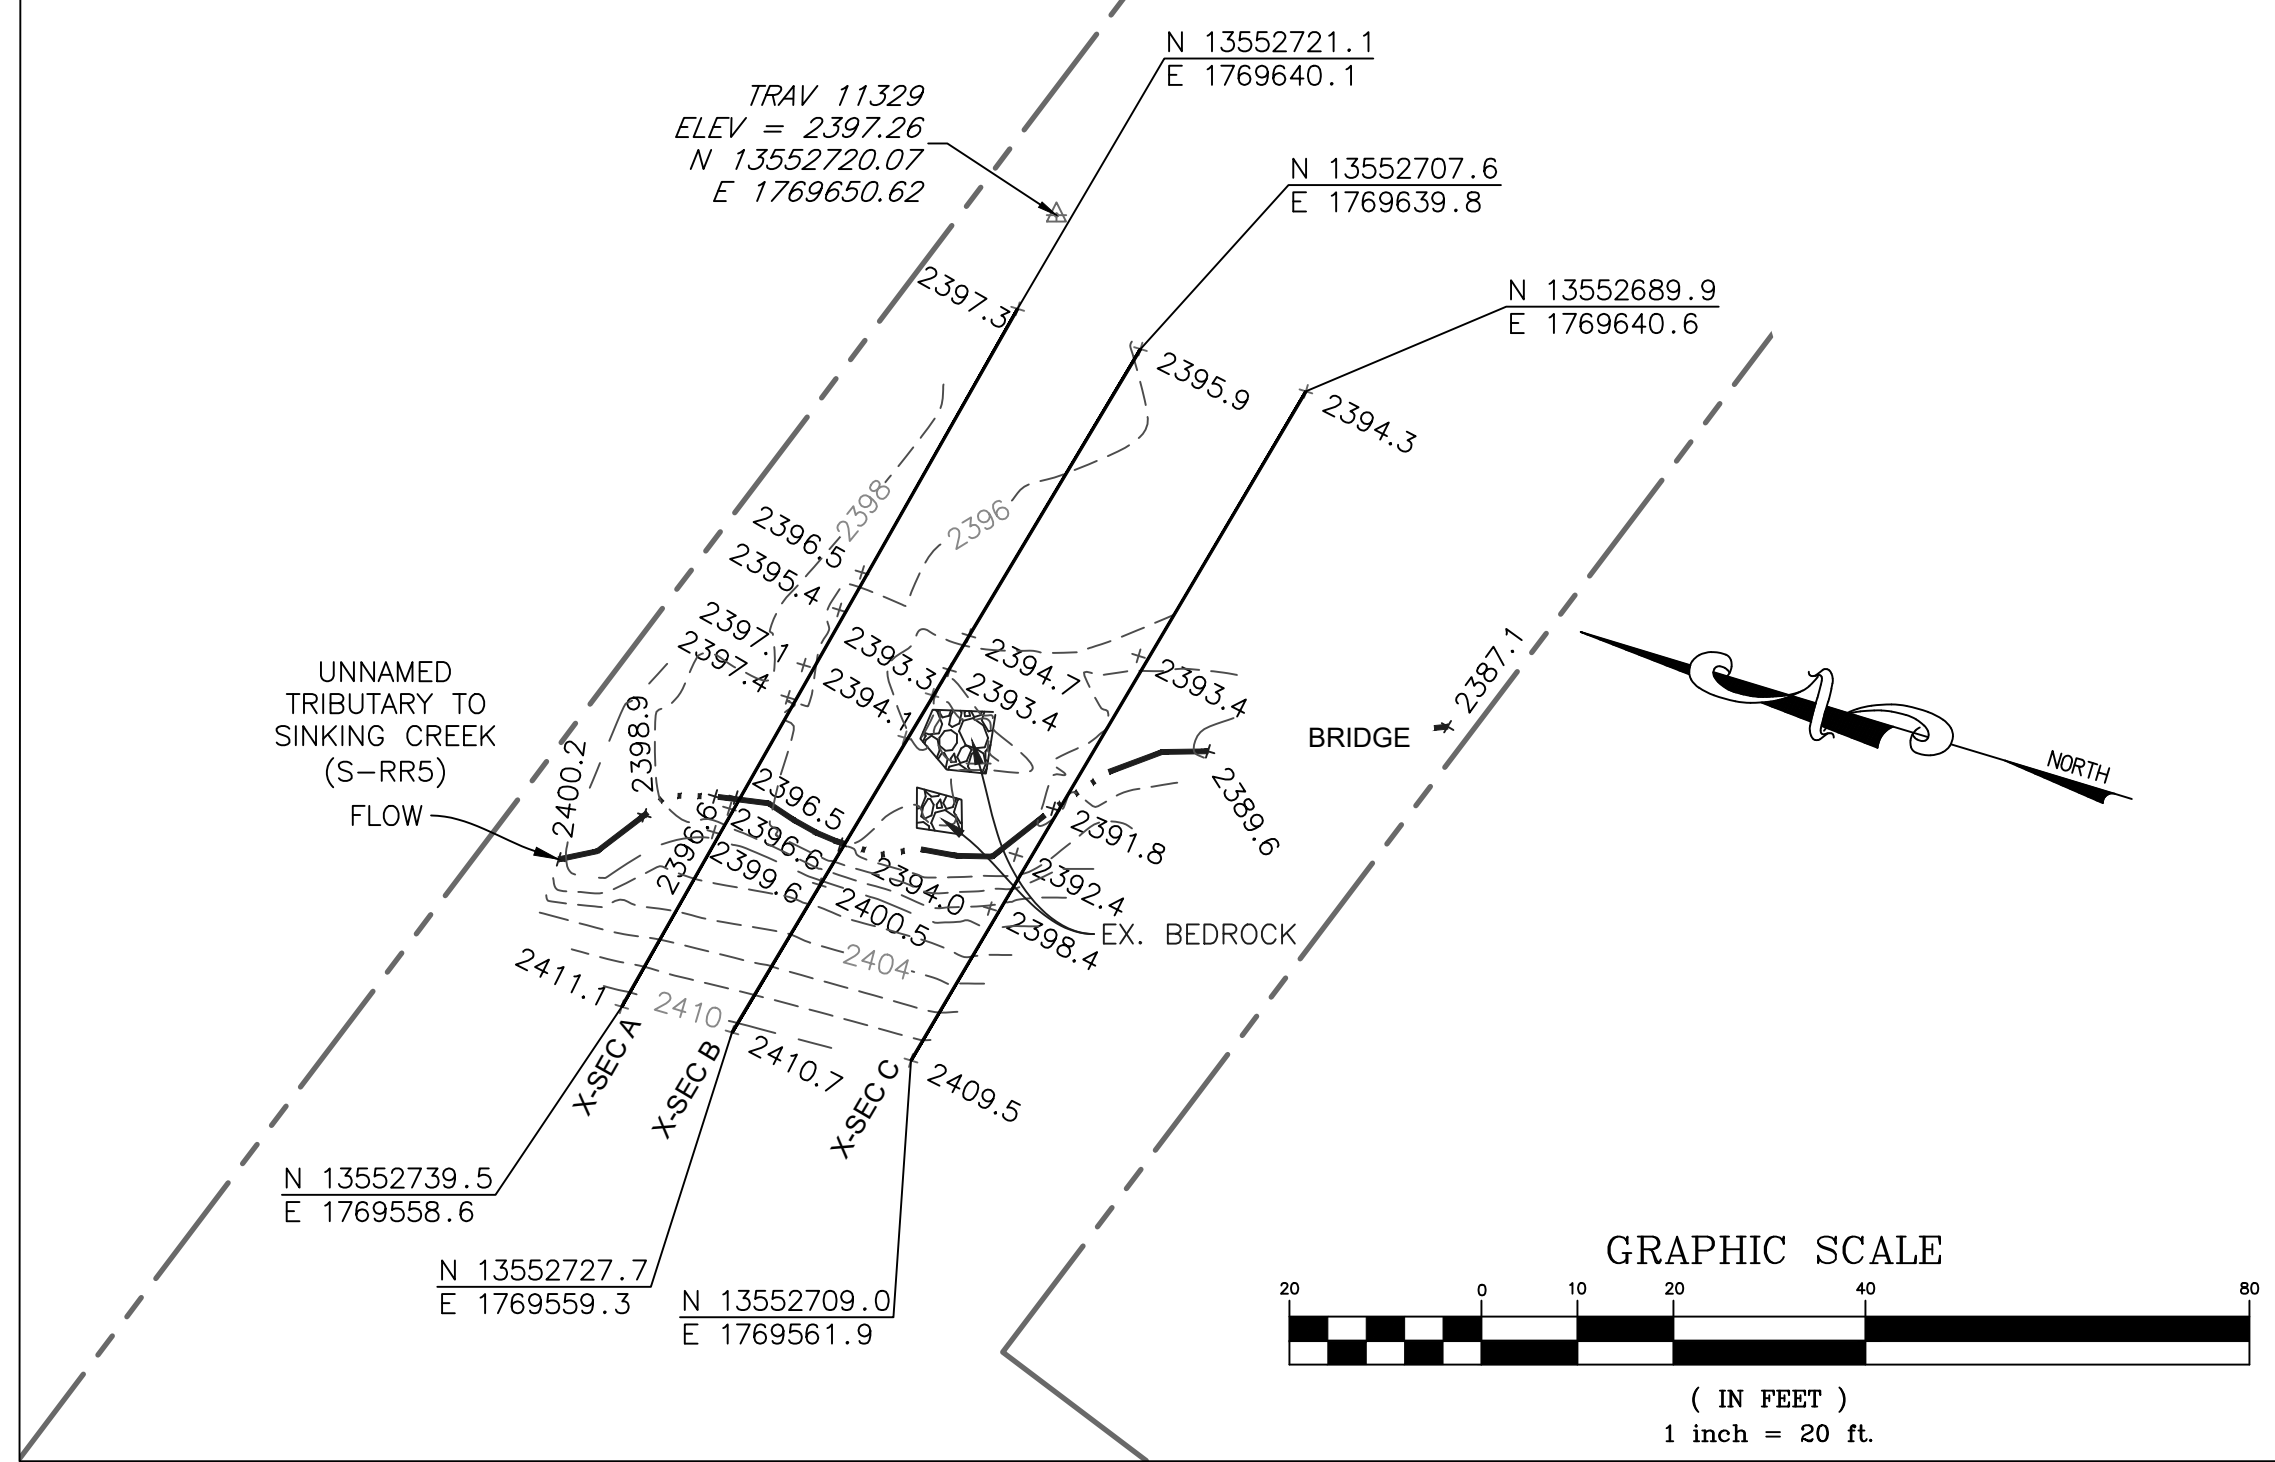 N 13552721.1
E 1769640.1
TRAV 11329
ELEV = 2397.26
N 13552720.07
E 1769650.62
N 13552707.6
E 1769639.8
N 13552689.9
E 1769640.6
2397.3
2395.9
2394.3
2398
2396
2396.5
2395.4
2397.1
2397.4
2393.3
2394.1
2394.7
2393.4
2393.4
2387.1
BRIDGE
NORTH
UNNAMED
TRIBUTARY TO
SINKING CREEK
(S-RR5)
FLOW
2400.2
2398.9
2396.6
2396.5
2396.6
2399.6
2394.0
2400.5
2391.8
2389.6
2392.4
2398.4
EX. BEDROCK
2404
2410
2411.1
2410.7
2409.5
X-SEC A
X-SEC B
X-SEC C
N 13552739.5
E 1769558.6
N 13552727.7
E 1769559.3
N 13552709.0
E 1769561.9
GRAPHIC SCALE
20 0 10 20 40 80
( IN FEET )
1 inch = 20 ft.